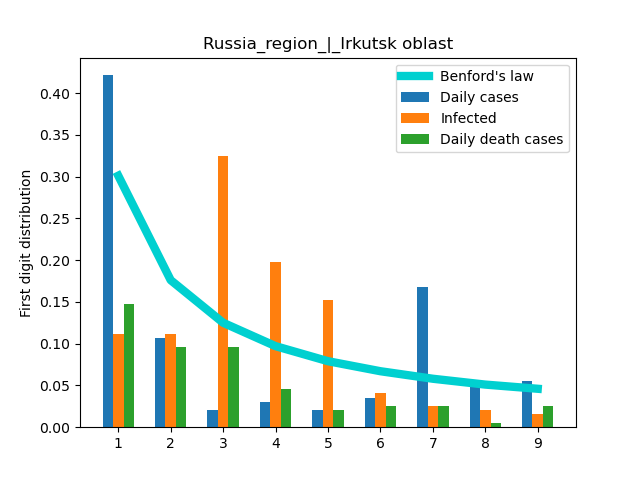 Russia_region_|_Irkutsk oblast
Benford's law
Daily cases
Infected
Daily death cases
First digit distribution
0.40
0.35
0.30
0.25
0.20
0.15
0.10
0.05
0.00
1 2 3 4 5 6 7 8 9